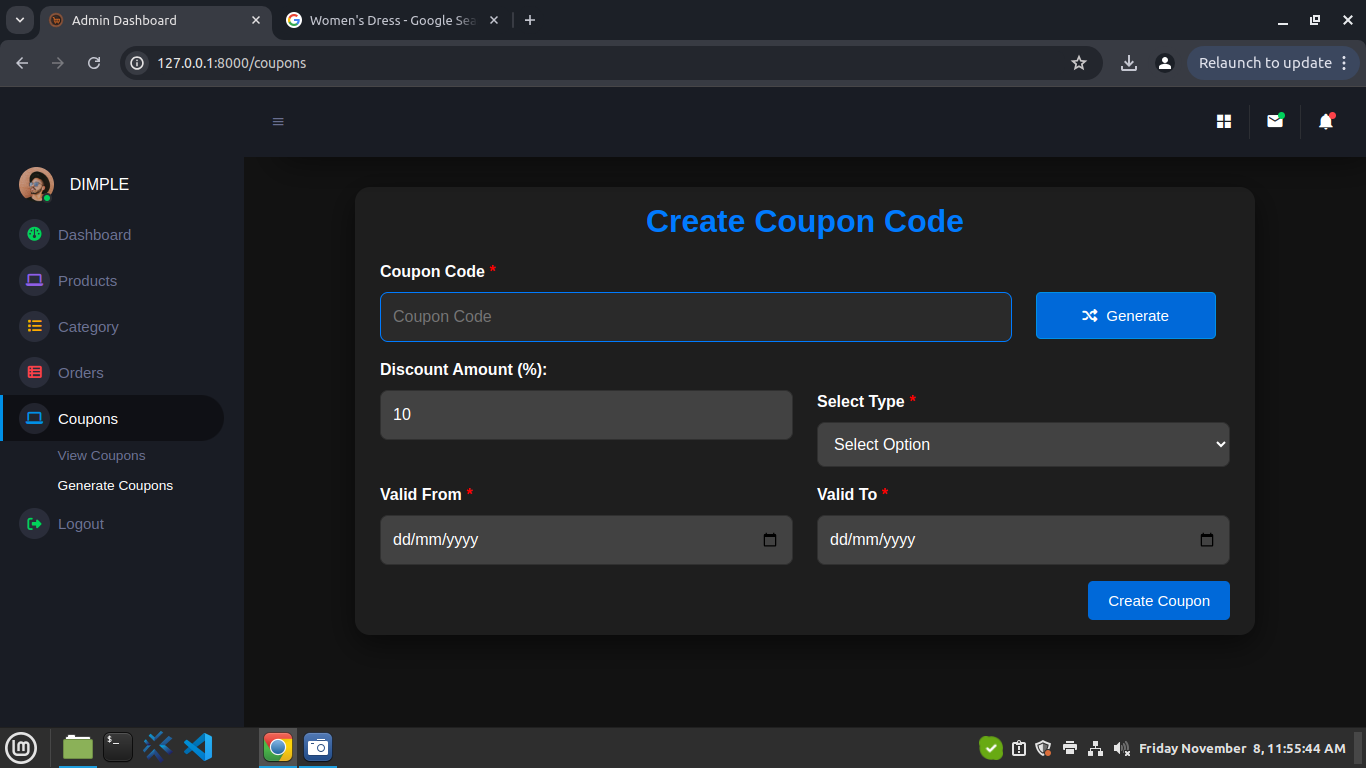 Admin Dashboard
Women's Dress - Google Sea
127.0.0.1:8000/coupons
Relaunch to update
DIMPLE
Dashboard
Products
Category
Orders
Coupons
View Coupons
Generate Coupons
Logout
Create Coupon Code
Coupon Code *
Coupon Code
Generate
Discount Amount (%):
10
Select Type *
Select Option
Valid From *
Valid To *
dd/mm/yyyy
dd/mm/yyyy
Create Coupon
$_
Friday November 8, 11:55:44 AM